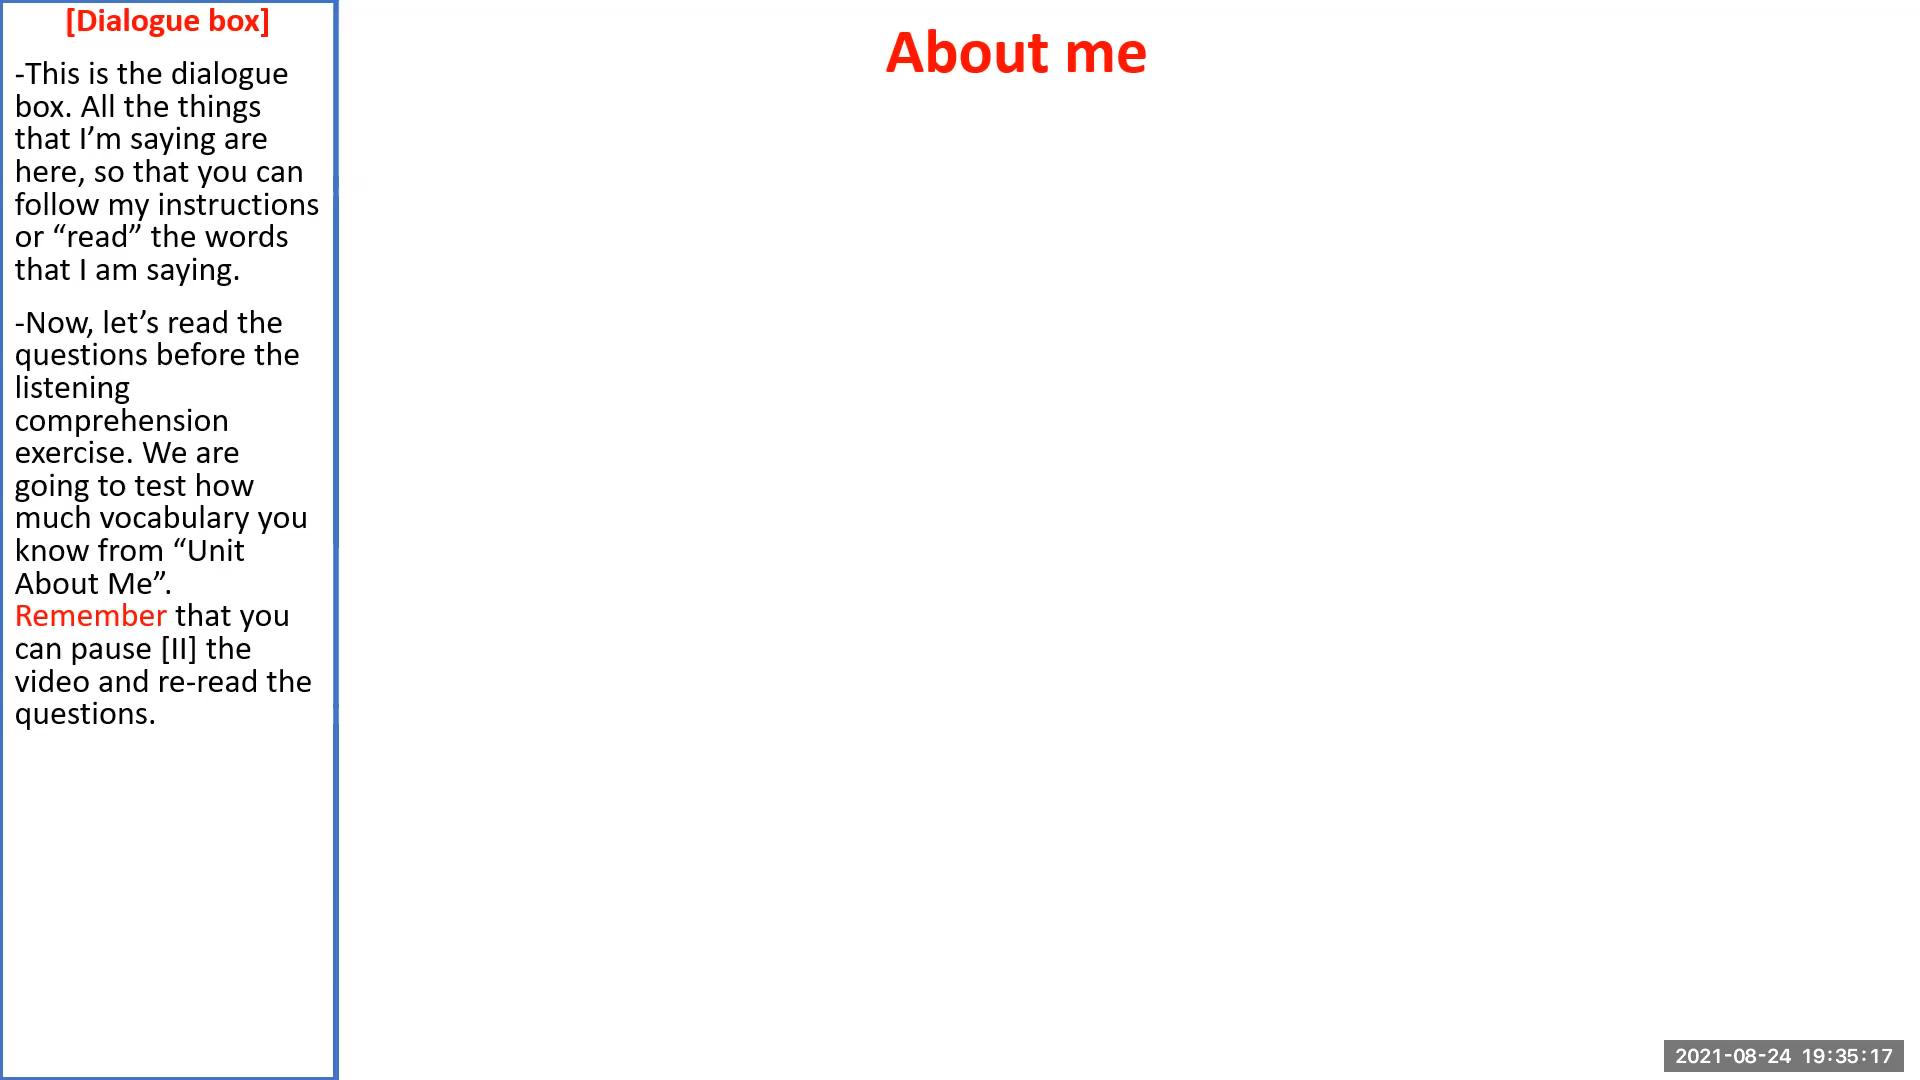 [Dialogue box]
-This is the dialogue
box. All the things
that I’m saying are
here, so that you can
follow my instructions
or “read” the words
that I am saying.
-Now, let’s read the
questions before the
listening
comprehension
exercise. We are
going to test how
much vocabulary you
know from “Unit
About Me”.
Remember that you
can pause [II] the
video and re-read the
questions.
About me
2021-08-24 19:35:17